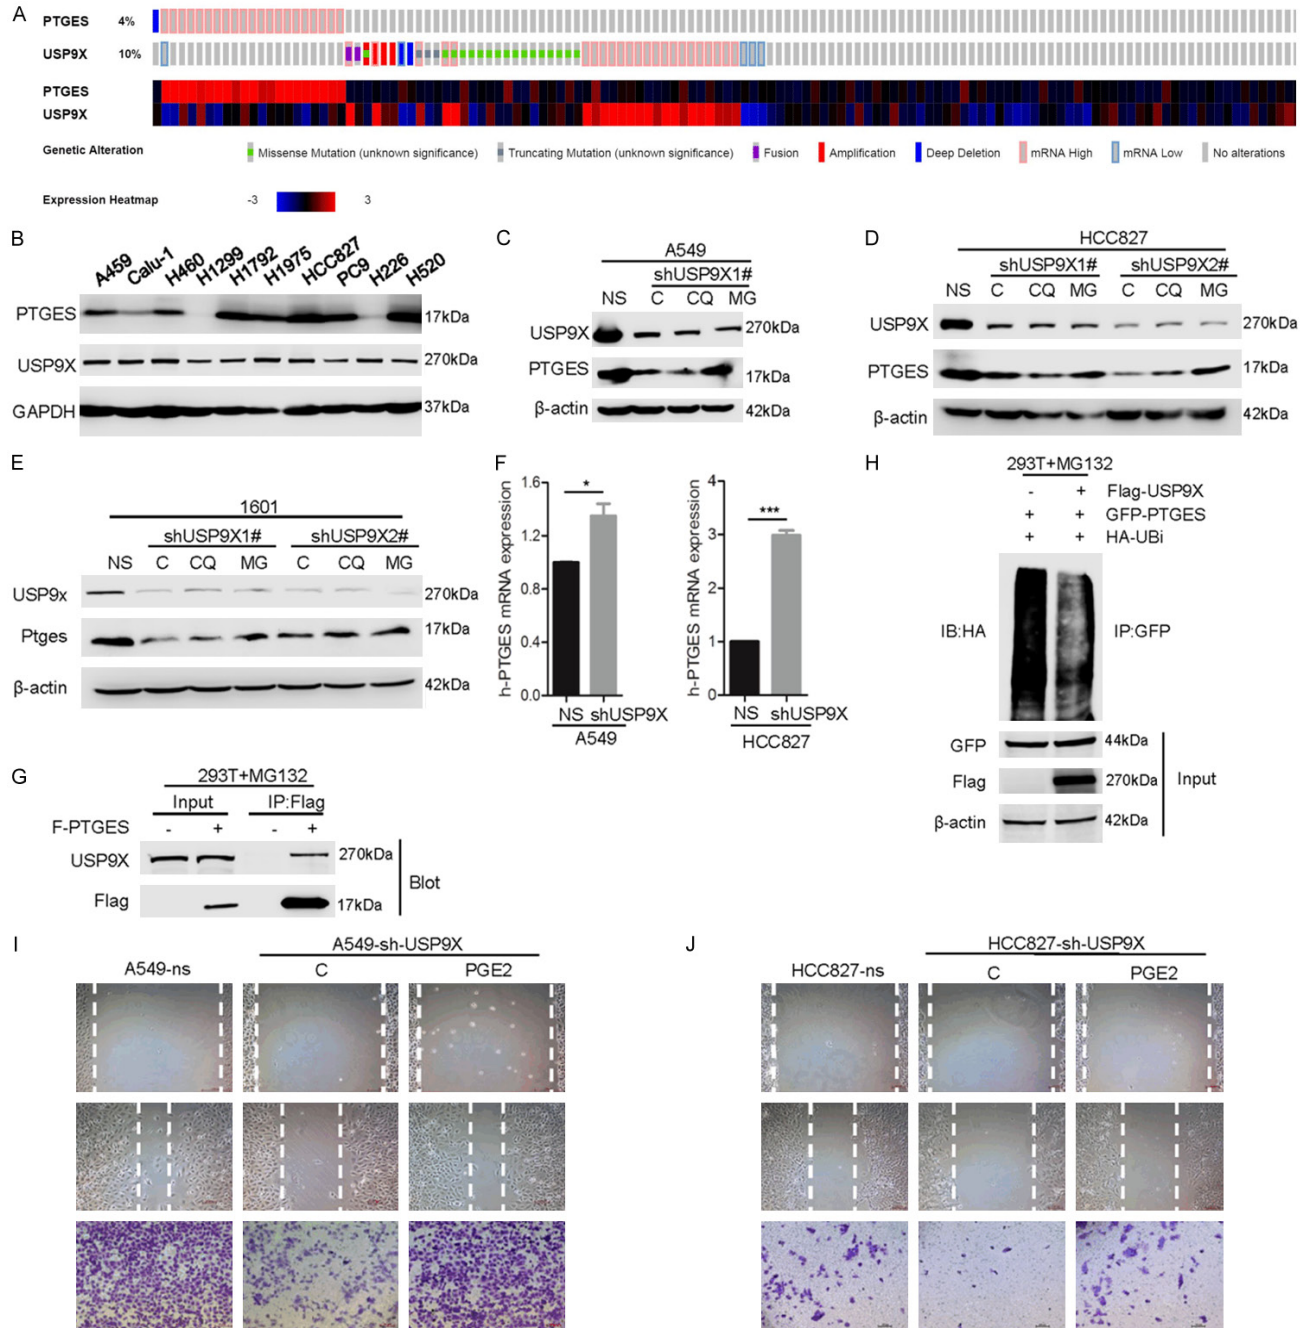 A
PTGES 4%
USP9X 10%
PTGES
USP9X
Genetic Alteration Missense Mutation (unknown significance) Truncating Mutation (unknown significance) Fusion Amplification Deep Deletion mRNA High mRNA Low No alterations
Expression Heatmap -3 3
B
A459 Calu-1 H460 H1299 H1792 H1975 HCC827 PC9 H226 H520
PTGES 17kDa
USP9X 270kDa
GAPDH 37kDa
C
A549
shUSP9X1#
NS C CQ MG
USP9X 270kDa
PTGES 17kDa
β-actin 42kDa
D
HCC827
shUSP9X1# shUSP9X2#
NS C CQ MG C CQ MG
USP9X 270kDa
PTGES 17kDa
β-actin 42kDa
E
1601
shUSP9X1# shUSP9X2#
NS C CQ MG C CQ MG
USP9x 270kDa
Ptges 17kDa
β-actin 42kDa
F
h-PTGES mRNA expression
1.6
1.2
0.8
0.4
0.0
*
NS shUSP9X
A549
h-PTGES mRNA expression
4
3
2
1
0
***
NS shUSP9X
HCC827
G
293T+MG132
Input IP:Flag
F-PTGES - + - +
USP9X 270kDa
Flag 17kDa
Blot
H
293T+MG132
- + Flag-USP9X
+ + GFP-PTGES
+ + HA-UBi
IB:HA IP:GFP
GFP 44kDa
Flag 270kDa
β-actin 42kDa
Input
I
A549-sh-USP9X
A549-ns C PGE2
J
HCC827-sh-USP9X
HCC827-ns C PGE2